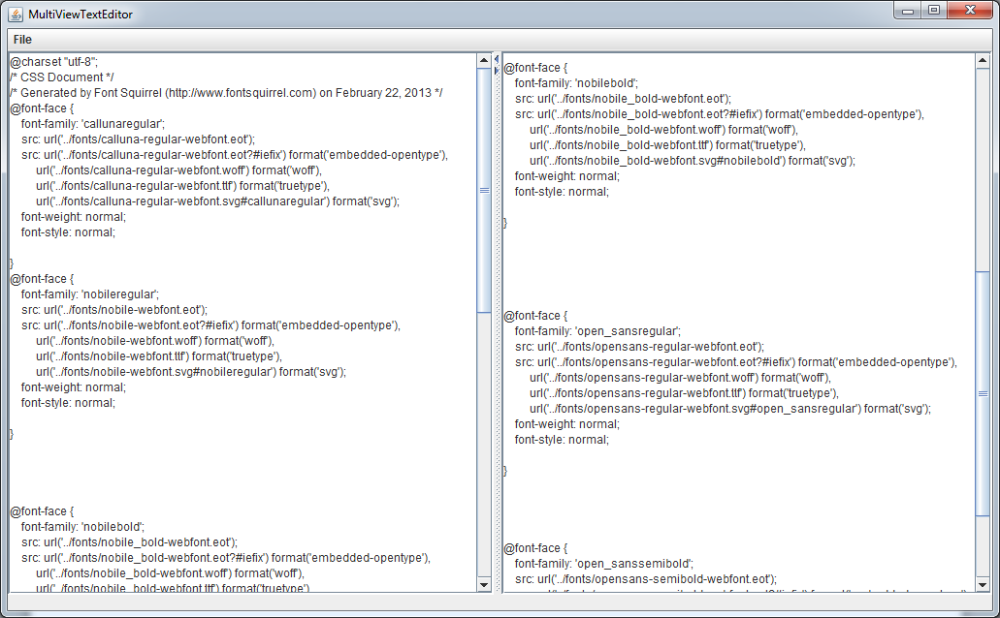 MultiViewTextEditor
File
@charset "utf-8";
/* CSS Document */
/* Generated by Font Squirrel (http://www.fontsquirrel.com) on February 22, 2013 */
@font-face {
font-family: 'callunaregular';
src: url('../fonts/calluna-regular-webfont.eot');
src: url('../fonts/calluna-regular-webfont.eot?#iefix') format('embedded-opentype'),
url('../fonts/calluna-regular-webfont.woff') format('woff'),
url('../fonts/calluna-regular-webfont.ttf') format('truetype'),
url('../fonts/calluna-regular-webfont.svg#callunaregular') format('svg');
font-weight: normal;
font-style: normal;
}
@font-face {
font-family: 'nobileregular';
src: url('../fonts/nobile-webfont.eot');
src: url('../fonts/nobile-webfont.eot?#iefix') format('embedded-opentype'),
url('../fonts/nobile-webfont.woff') format('woff'),
url('../fonts/nobile-webfont.ttf') format('truetype'),
url('../fonts/nobile-webfont.svg#nobileregular') format('svg');
font-weight: normal;
font-style: normal;
}
@font-face {
font-family: 'nobilebold';
src: url('../fonts/nobile_bold-webfont.eot');
src: url('../fonts/nobile_bold-webfont.eot?#iefix') format('embedded-opentype'),
url('../fonts/nobile_bold-webfont.woff') format('woff'),
url('../fonts/nobile_bold-webfont.ttf') format('truetype')
@font-face {
font-family: 'nobilebold';
src: url('../fonts/nobile_bold-webfont.eot');
src: url('../fonts/nobile_bold-webfont.eot?#iefix') format('embedded-opentype'),
url('../fonts/nobile_bold-webfont.woff') format('woff'),
url('../fonts/nobile_bold-webfont.ttf') format('truetype'),
url('../fonts/nobile_bold-webfont.svg#nobilebold') format('svg');
font-weight: normal;
font-style: normal;
}
@font-face {
font-family: 'open_sansregular';
src: url('../fonts/opensans-regular-webfont.eot');
src: url('../fonts/opensans-regular-webfont.eot?#iefix') format('embedded-opentype'),
url('../fonts/opensans-regular-webfont.woff') format('woff'),
url('../fonts/opensans-regular-webfont.ttf') format('truetype'),
url('../fonts/opensans-regular-webfont.svg#open_sansregular') format('svg');
font-weight: normal;
font-style: normal;
}
@font-face {
font-family: 'open_sanssemibold';
src: url('../fonts/opensans-semibold-webfont.eot');